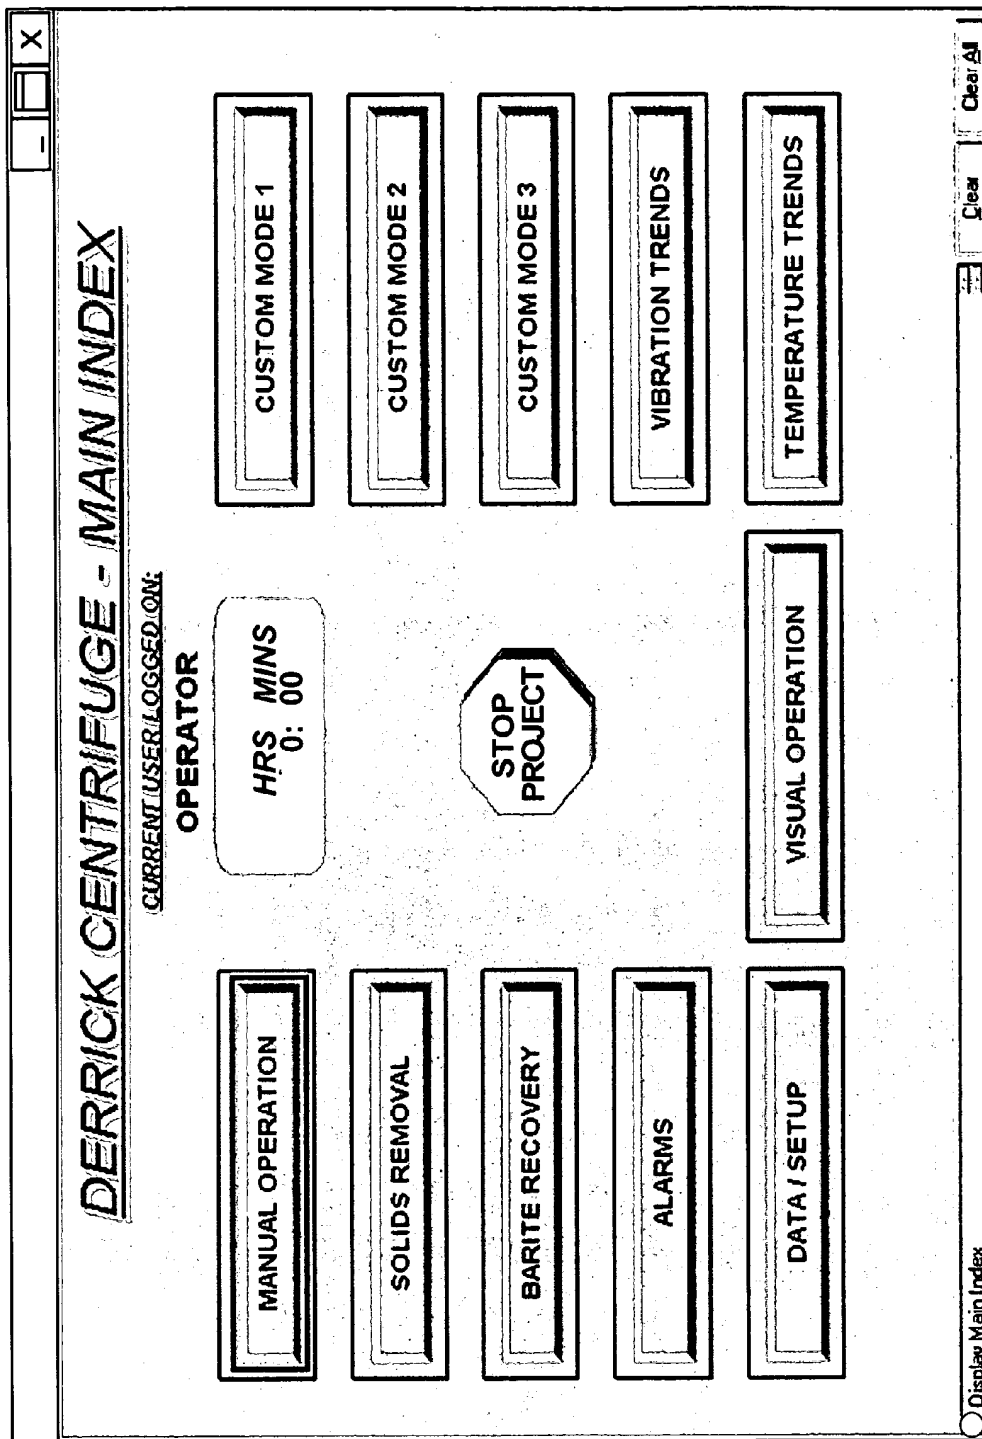 DERRICK CENTRIFUGE - MAIN INDEX
CURRENT USER LOGGED ON:
OPERATOR
HRS MINS
0: 00
MANUAL OPERATION
SOLIDS REMOVAL
BARITE RECOVERY
ALARMS
DATA / SETUP
STOP
PROJECT
VISUAL OPERATION
CUSTOM MODE 1
CUSTOM MODE 2
CUSTOM MODE 3
VIBRATION TRENDS
TEMPERATURE TRENDS
Display Main Index
Clear
Clear All